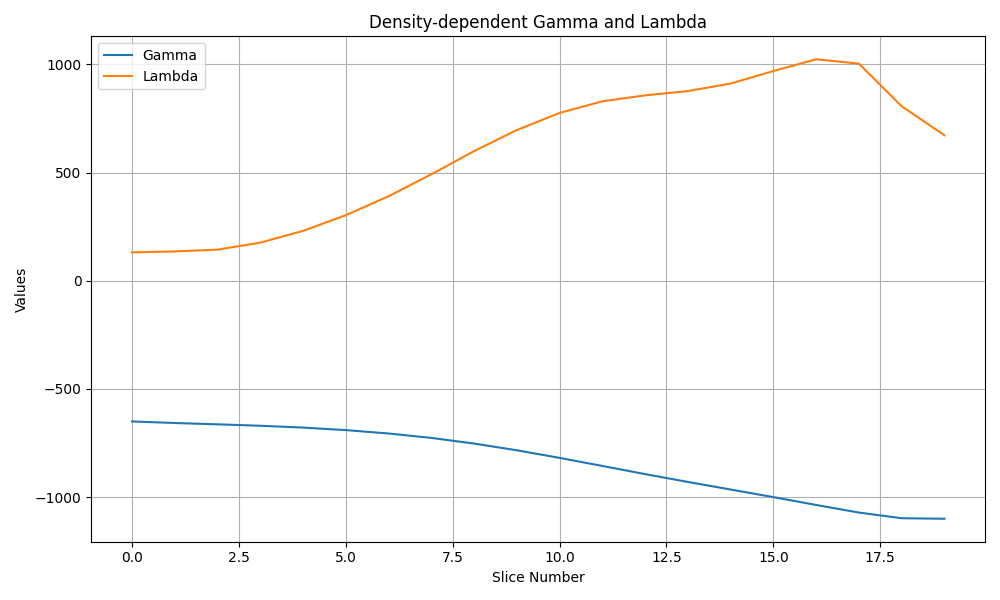 Density-dependent Gamma and Lambda
Gamma
Lambda
1000
500
0
−500
−1000
Values
0.0 2.5 5.0 7.5 10.0 12.5 15.0 17.5
Slice Number